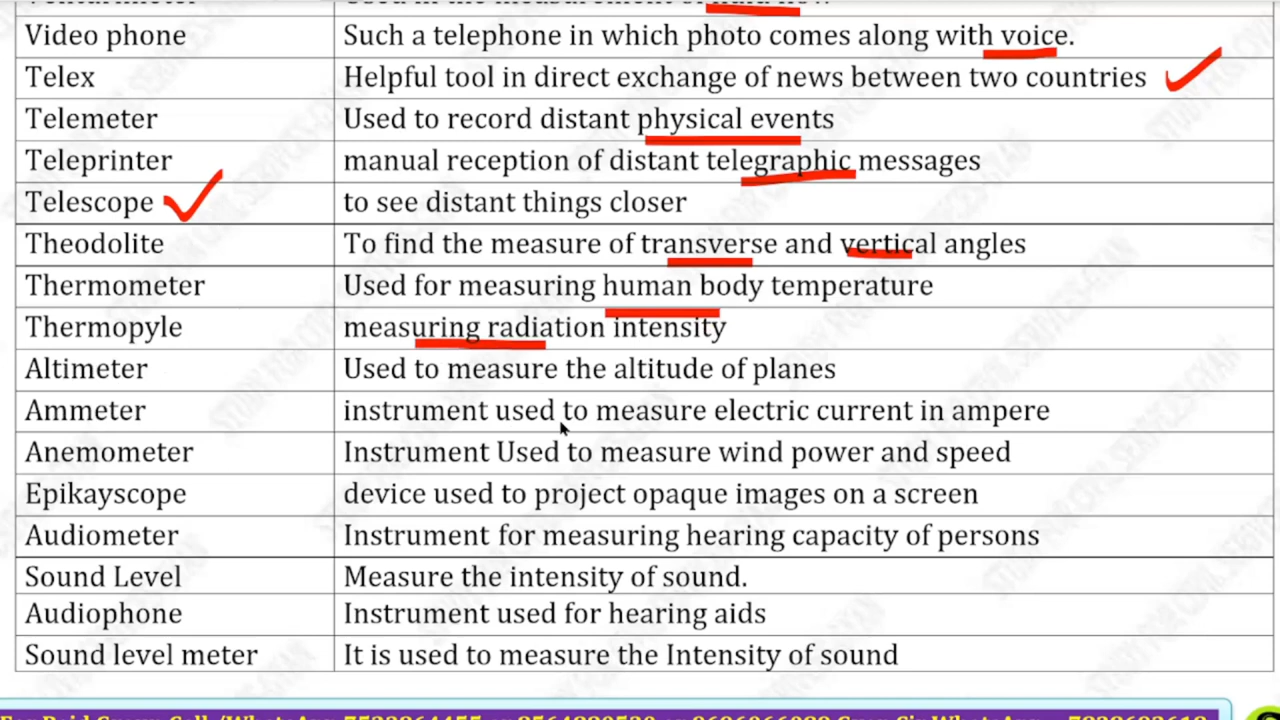 Video phone Such a telephone in which photo comes along with voice.
Telex Helpful tool in direct exchange of news between two countries
Telemeter Used to record distant physical events
Teleprinter manual reception of distant telegraphic messages
Telescope to see distant things closer
Theodolite To find the measure of transverse and vertical angles
Thermometer Used for measuring human body temperature
Thermopyle measuring radiation intensity
Altimeter Used to measure the altitude of planes
Ammeter instrument used to measure electric current in ampere
Anemometer Instrument Used to measure wind power and speed
Epikayscope device used to project opaque images on a screen
Audiometer Instrument for measuring hearing capacity of persons
Sound Level Measure the intensity of sound.
Audiophone Instrument used for hearing aids
Sound level meter It is used to measure the Intensity of sound